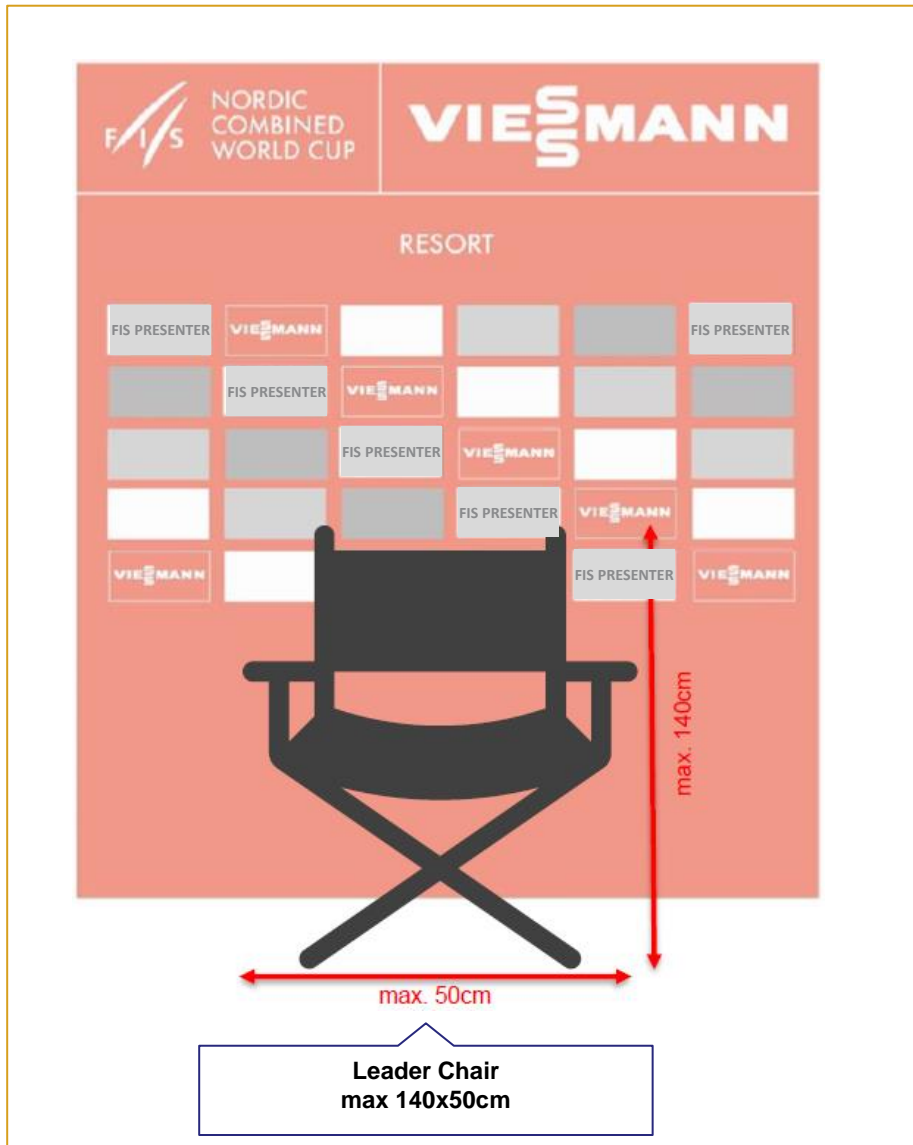 FIS
NORDIC
COMBINED
WORLD CUP
VIESSMANN
RESORT
FIS PRESENTER VIESSMANN FIS PRESENTER
FIS PRESENTER VIESSMANN
FIS PRESENTER VIESSMANN
FIS PRESENTER VIESSMANN
VIESSMANN FIS PRESENTER VIESSMANN
max. 140cm
max. 50cm
Leader Chair
max 140x50cm